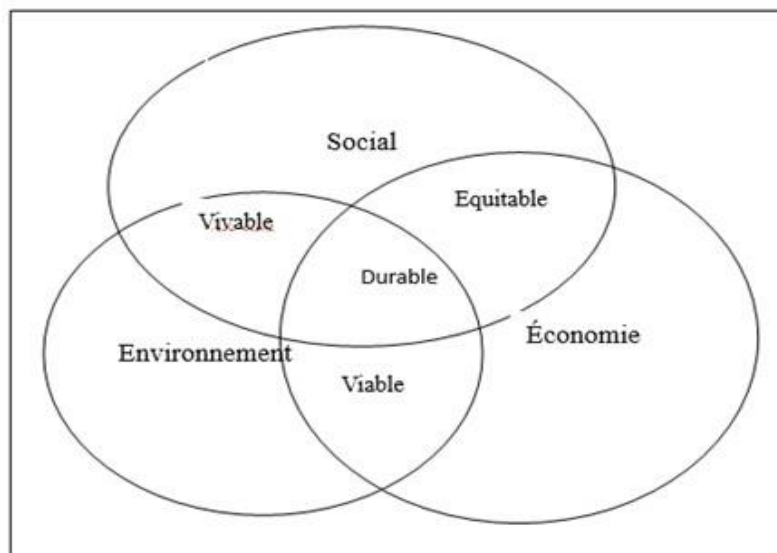 Social
Equitable
Vivable
Durable
Économie
Environnement
Viable